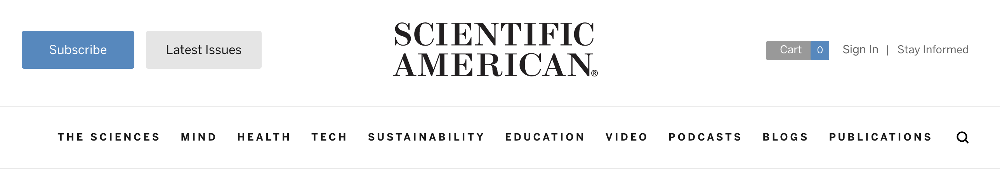 Subscribe
Latest Issues
SCIENTIFIC
AMERICAN®
Cart 0
Sign In | Stay Informed
THE SCIENCES MIND HEALTH TECH SUSTAINABILITY EDUCATION VIDEO PODCASTS BLOGS PUBLICATIONS